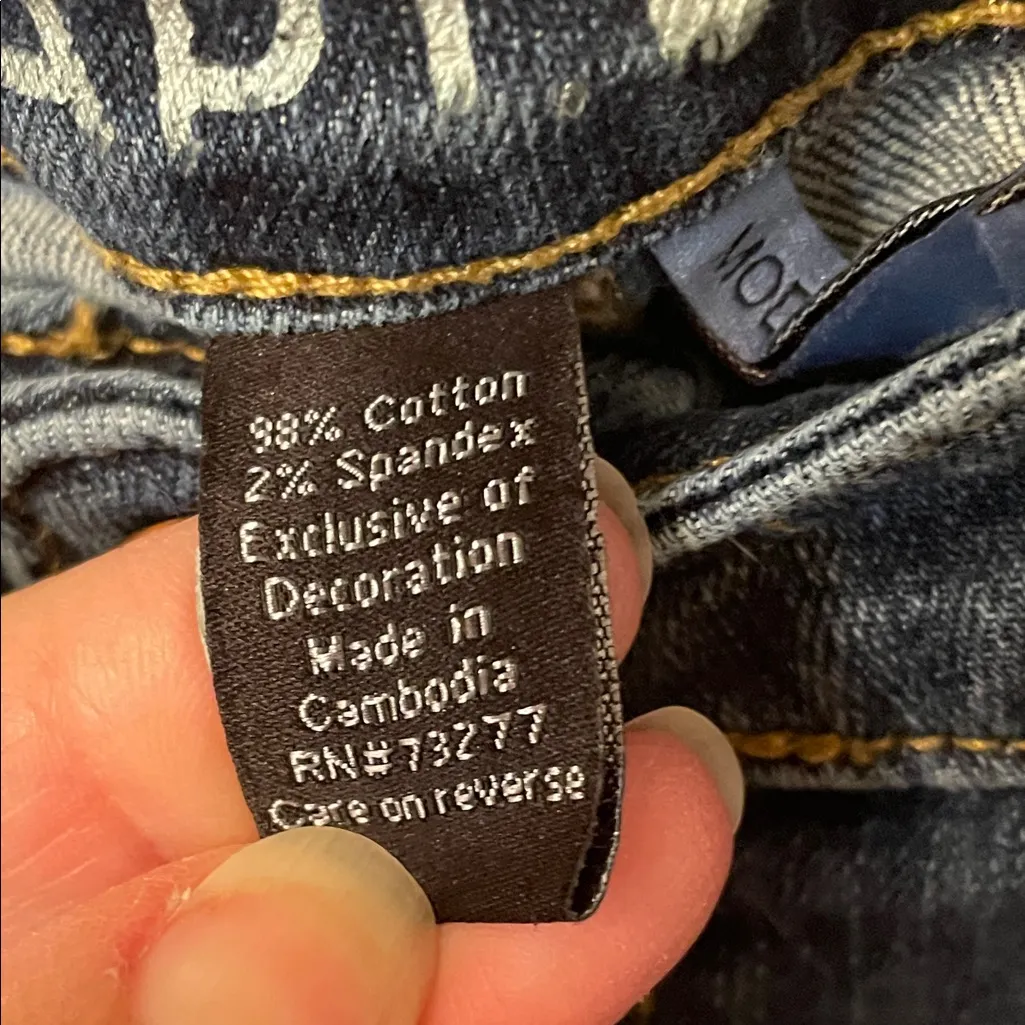 98% Cotton
2% Spandex
Exclusive of
Decoration
Made in
Cambodia
RN#73277
Care on reverse